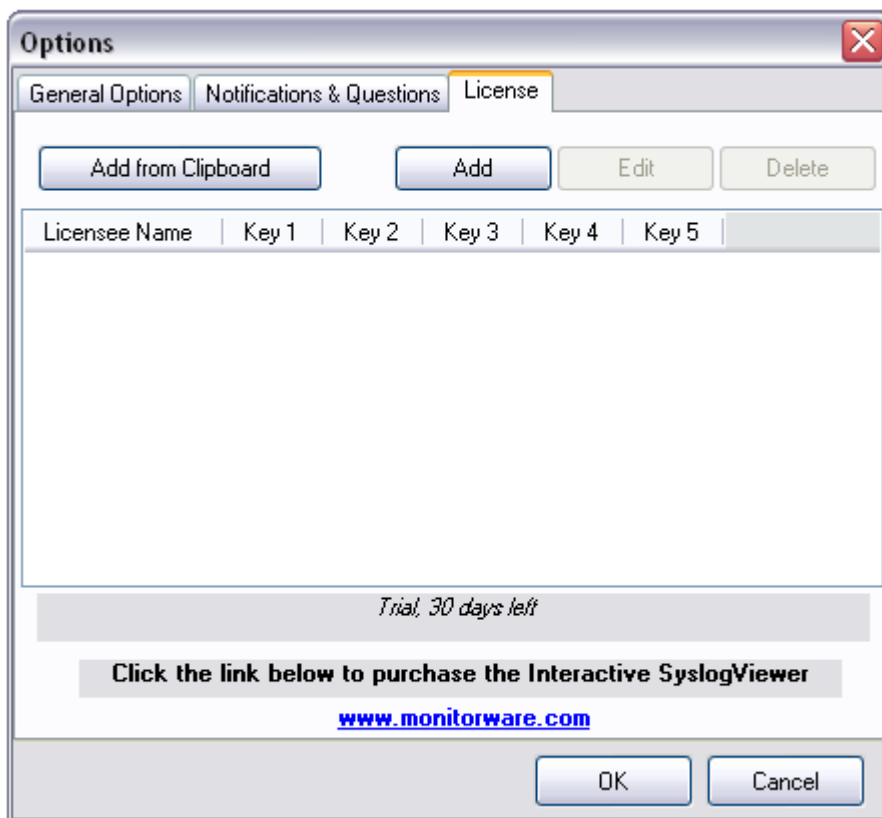 Options
General Options Notifications & Questions License
Add from Clipboard Add Edit Delete
Licensee Name Key 1 Key 2 Key 3 Key 4 Key 5
Trial, 30 days left
Click the link below to purchase the Interactive SyslogViewer
www.monitorware.com
OK Cancel